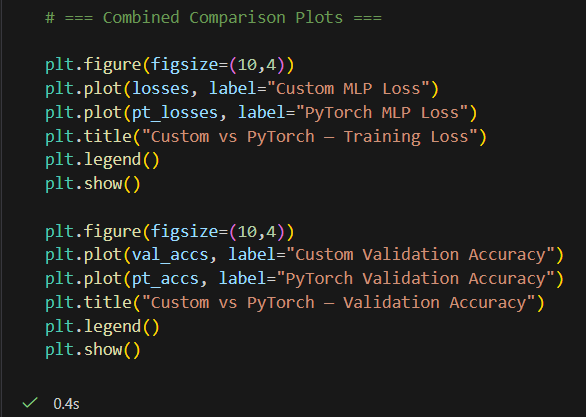 # === Combined Comparison Plots ===
plt.figure(figsize=(10,4))
plt.plot(losses, label="Custom MLP Loss")
plt.plot(pt_losses, label="PyTorch MLP Loss")
plt.title("Custom vs PyTorch — Training Loss")
plt.legend()
plt.show()
plt.figure(figsize=(10,4))
plt.plot(val_accs, label="Custom Validation Accuracy")
plt.plot(pt_accs, label="PyTorch Validation Accuracy")
plt.title("Custom vs PyTorch — Validation Accuracy")
plt.legend()
plt.show()
0.4s